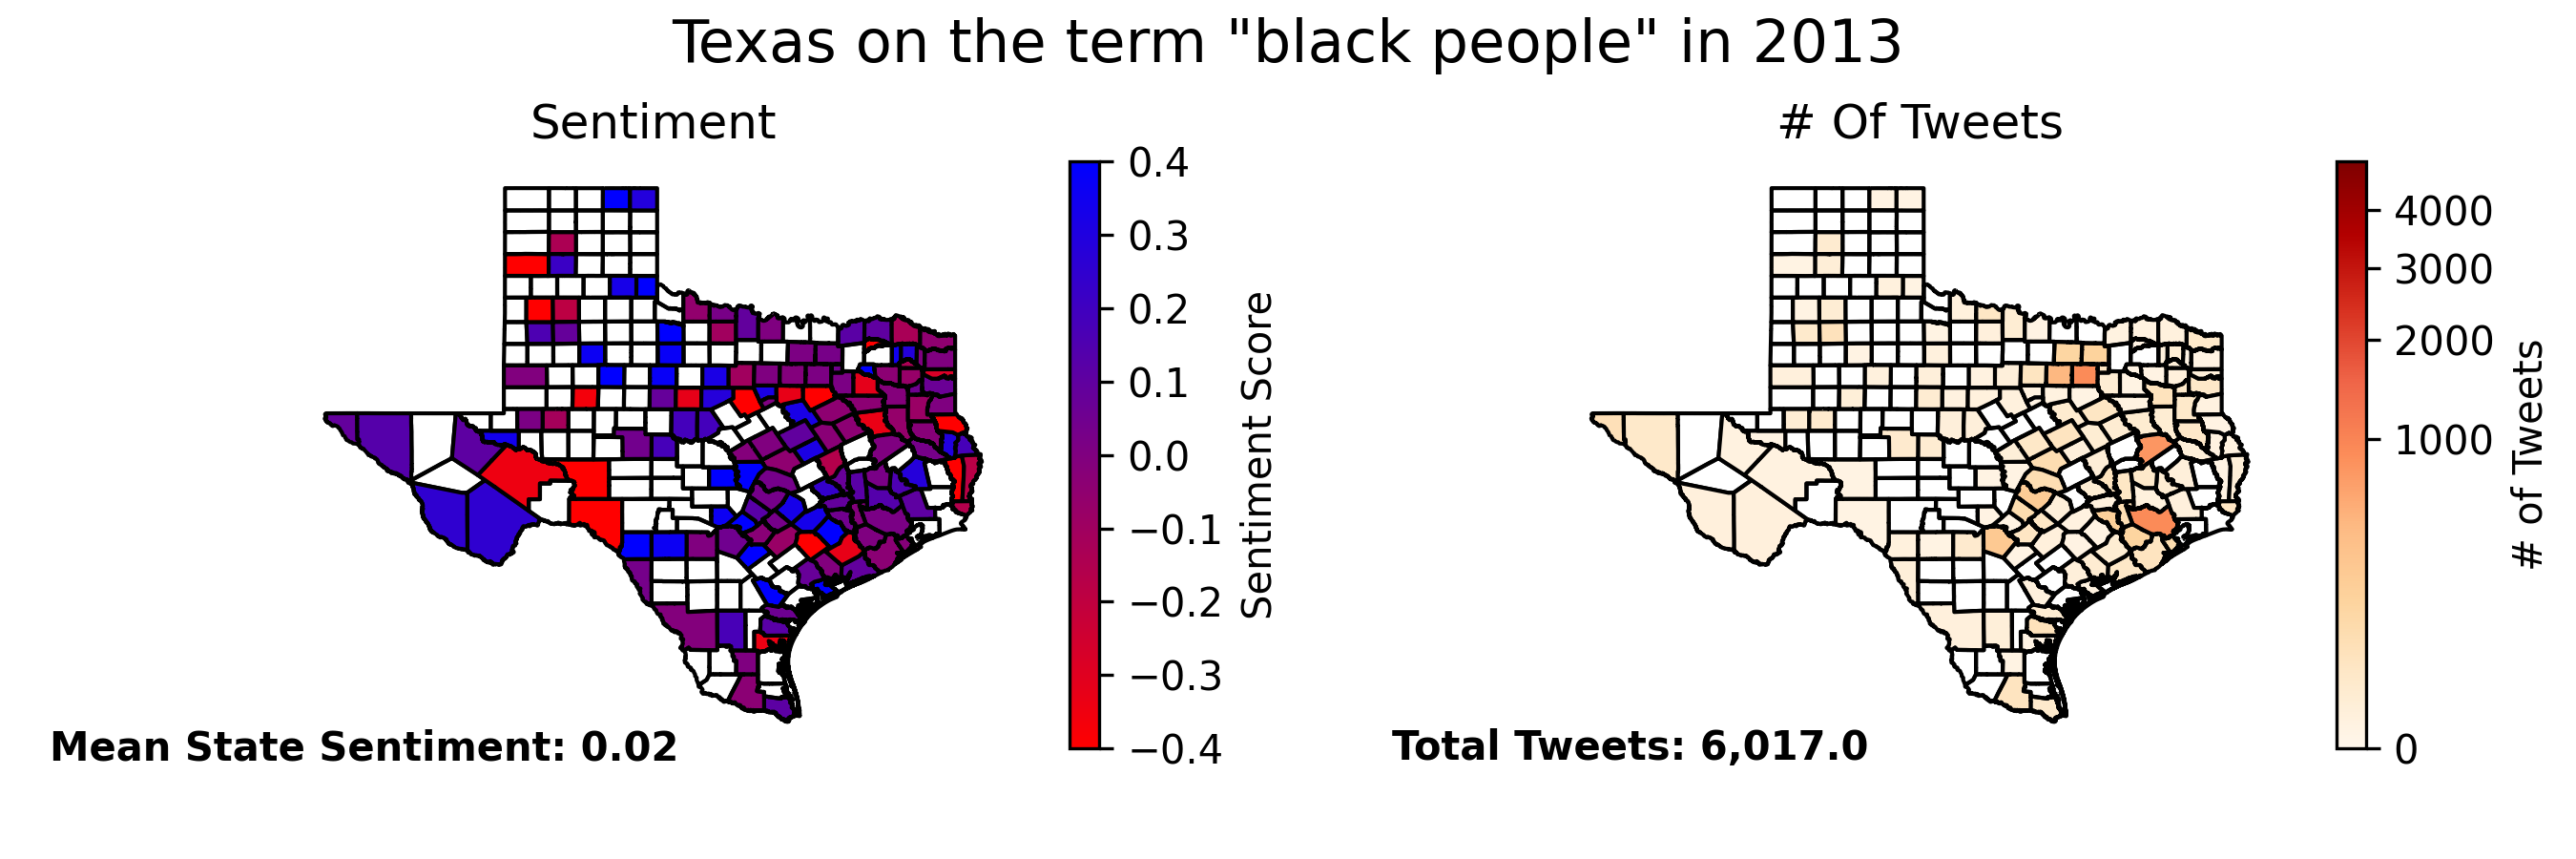 Texas on the term "black people" in 2013
Sentiment
0.4
0.3
0.2
0.1
0.0
−0.1
−0.2
−0.3
−0.4
Sentiment Score
Mean State Sentiment: 0.02
# Of Tweets
4000
3000
2000
1000
0
# of Tweets
Total Tweets: 6,017.0